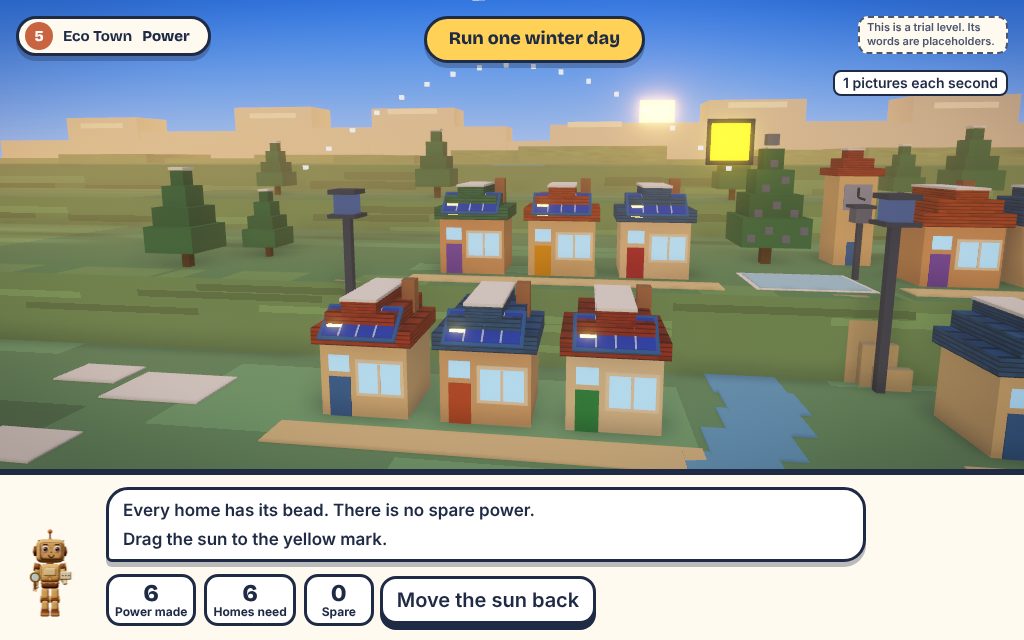 5 Eco Town Power
Run one winter day
This is a trial level. Its
words are placeholders.
1 pictures each second
Every home has its bead. There is no spare power.
Drag the sun to the yellow mark.
6
Power made
6
Homes need
0
Spare
Move the sun back